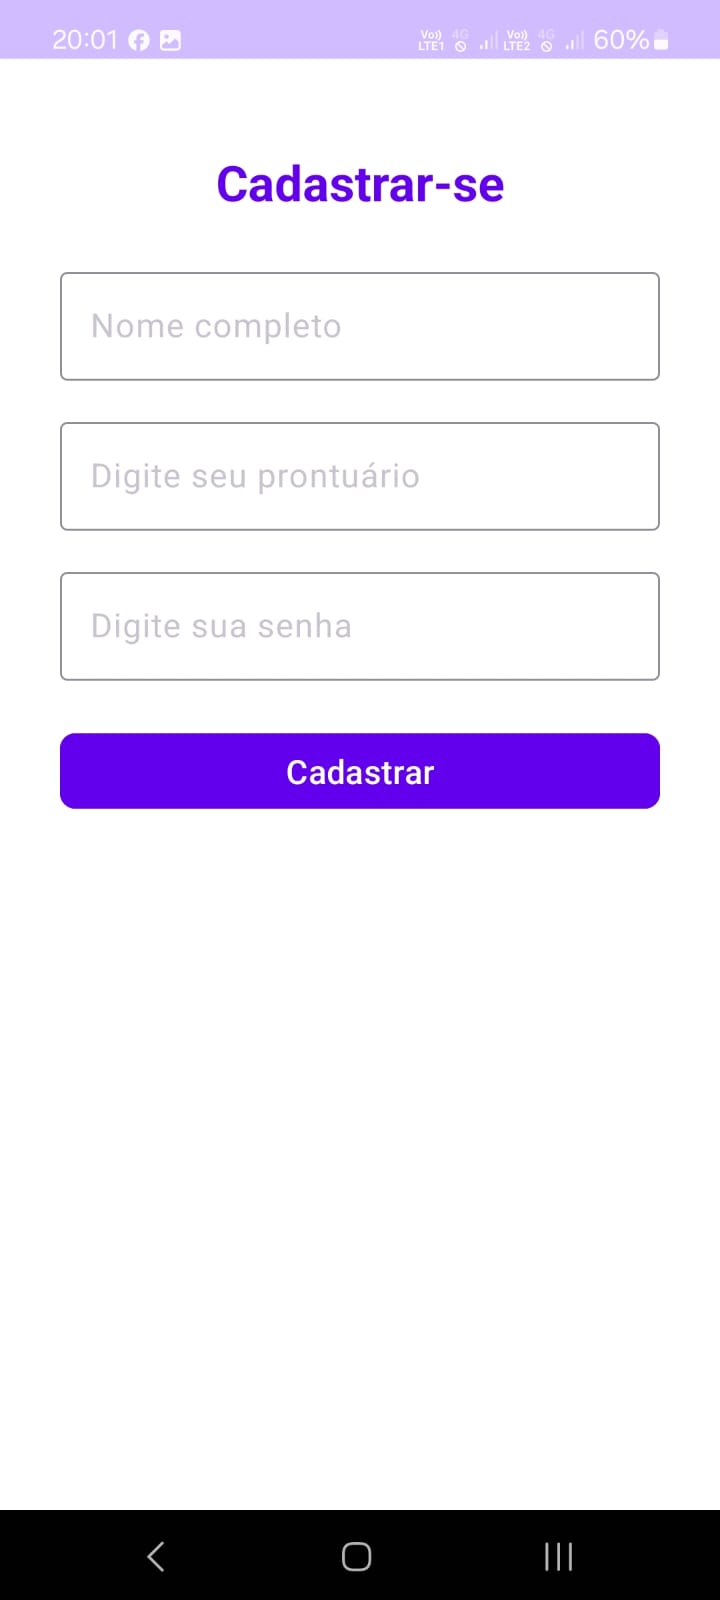 20:01 Vo)) LTE1 4G Vo)) LTE2 4G 60%
Cadastrar-se
Nome completo
Digite seu prontuário
Digite sua senha
Cadastrar